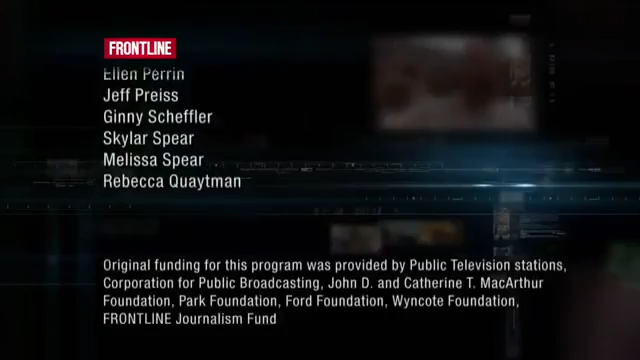 FRONTLINE
Ellen Perrin
Jeff Preiss
Ginny Scheffler
Skylar Spear
Melissa Spear
Rebecca Quaytman
Original funding for this program was provided by Public Television stations,
Corporation for Public Broadcasting, John D. and Catherine T. MacArthur
Foundation, Park Foundation, Ford Foundation, Wyncote Foundation,
FRONTLINE Journalism Fund